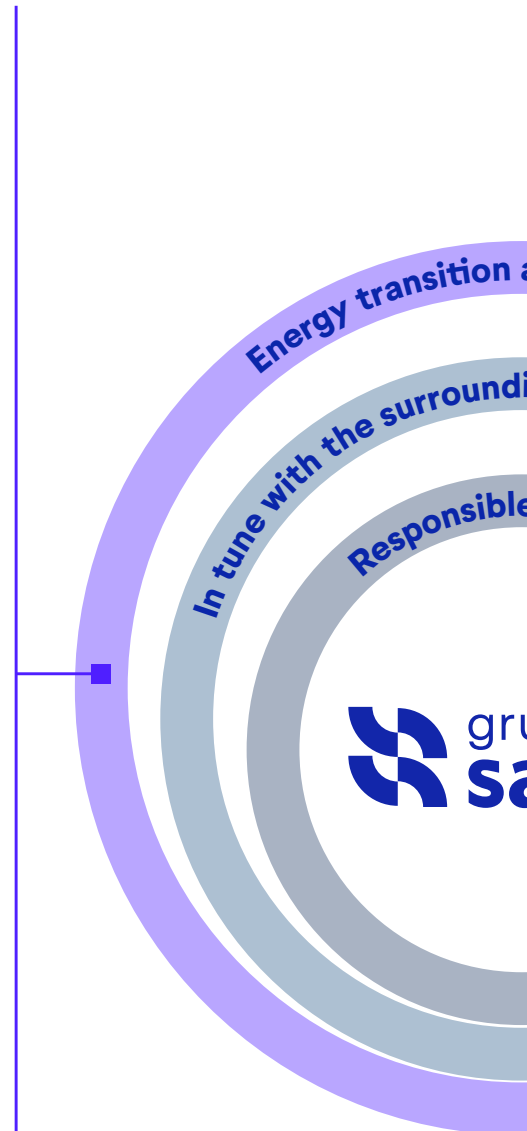 Energy transition a
In tune with the surroundi
Responsible
gru
sa